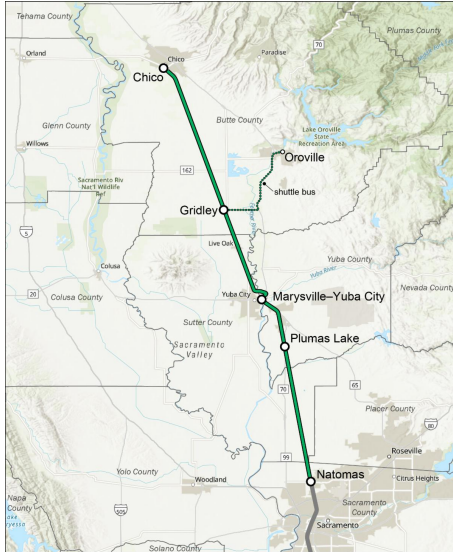 Tehama County
Plumas County
70
Orland
Chico
Paradise
Chico
Butte County
Glenn County
Lake Oroville
State
Recreation Area
Oroville
Willows
162
Sacramento Riv
Nat'l Wildlife
Ref
shuttle bus
Gridley
5
Live Oak
Yuba County
Colusa
Yuba River
Nevada County
20
Colusa County
Yuba City
Marysville–Yuba City
Sutter County
Sacramento
Valley
Plumas Lake
70
65
Placer County
80
99
Roseville
Yolo County
Woodland
Natomas
Citrus Heights
Napa
County
Lake
505
Sacramento
County
Sacramento
Solano County